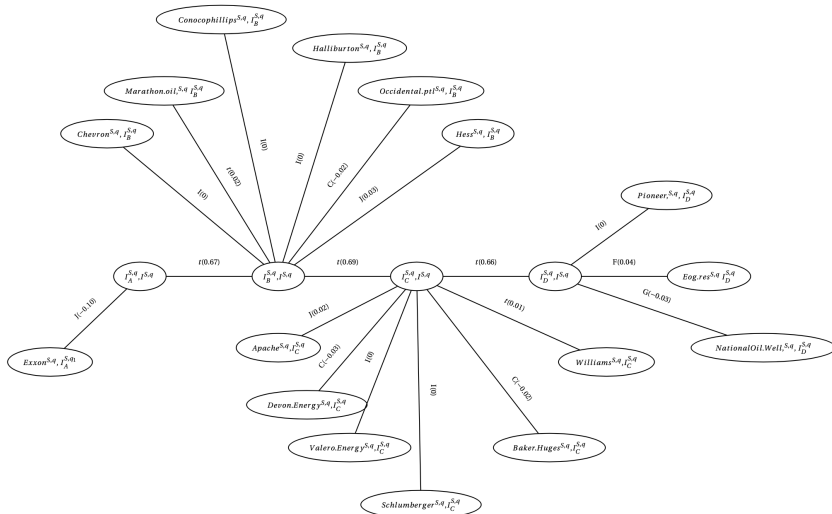 Conocophillips^{S,q}, I_B^{S,q}
Halliburton^{S,q}, I_B^{S,q}
Marathon.oil,^{S,q} I_B^{S,q}
Occidental.ptl^{S,q}, I_B^{S,q}
Chevron^{S,q}, I_B^{S,q}
Hess^{S,q}, I_B^{S,q}
I(0)
t(0.02)
I(0)
I(0)
C(−0.02)
I(0.03)
Pioneer,^{S,q}, I_D^{S,q}
I(0)
I_A^{S,q}, I^{S,q}
t(0.67)
I_B^{S,q}, I^{S,q}
t(0.69)
I_C^{S,q}, I^{S,q}
t(0.66)
I_D^{S,q}, I^{S,q}
F(0.04)
Eog.res^{S,q} I_D^{S,q}
I(−0.10)
G(−0.03)
Exxon^{S,q}, I_A^{S,q_t}
J(0.02)
Apache^{S,q}, I_C^{S,q}
C(−0.03)
I(0)
I(0)
t(0.01)
C(−0.02)
Williams^{S,q}, I_C^{S,q}
NationalOil.Well,^{S,q}, I_D^{S,q}
Devon.Energy^{S,q}, I_C^{S,q}
Valero.Energy^{S,q}, I_C^{S,q}
Baker.Huges^{S,q}, I_C^{S,q}
Schlumberger^{S,q}, I_C^{S,q}